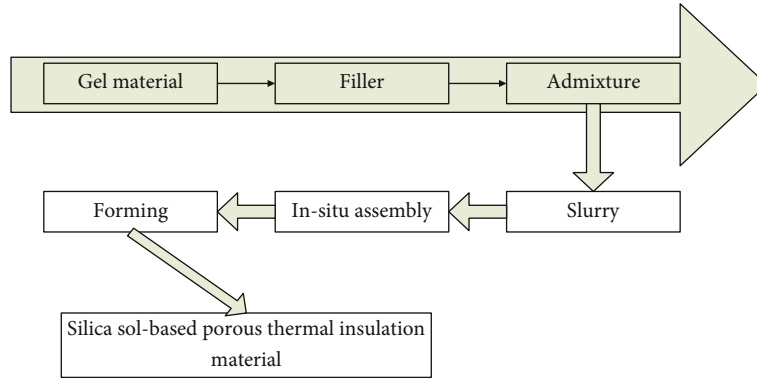 Gel material
Filler
Admixture
Forming
In-situ assembly
Slurry
Silica sol-based porous thermal insulation
material